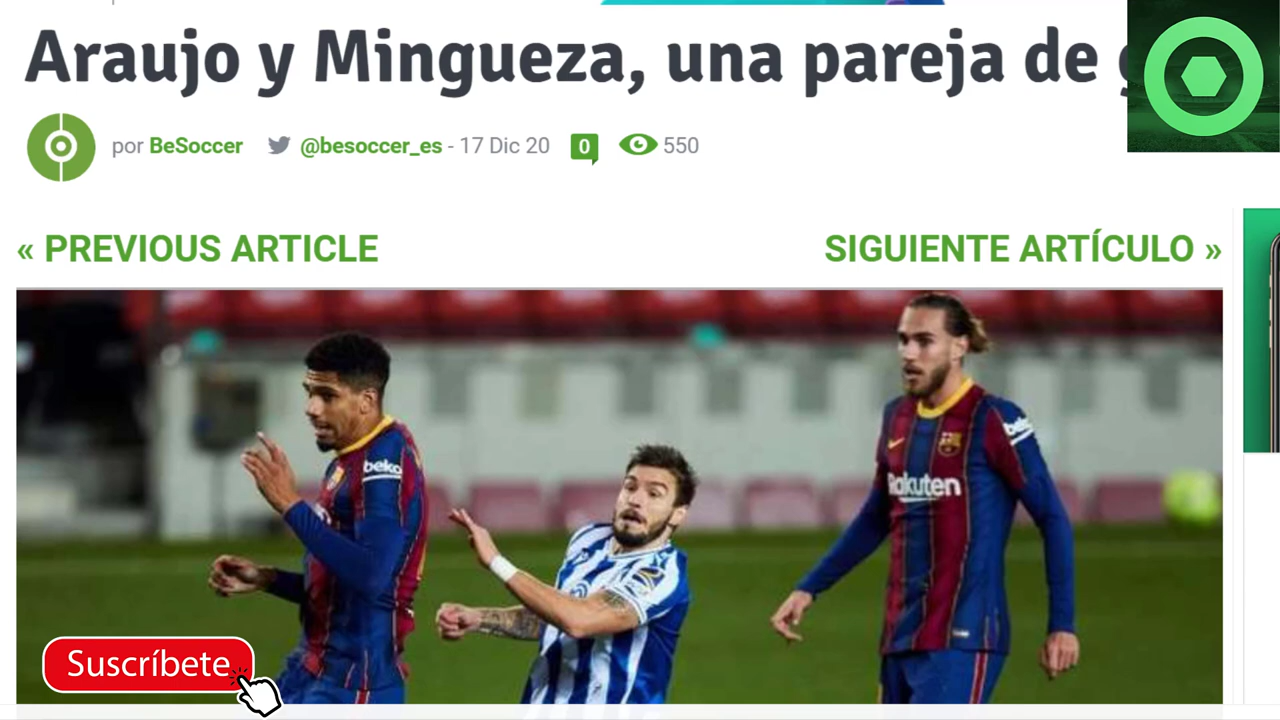 Araujo y Mingueza, una pareja de
por BeSoccer @besoccer_es - 17 Dic 20 0 550
« PREVIOUS ARTICLE SIGUIENTE ARTÍCULO »
beko
beko
Rakuten
Suscríbete